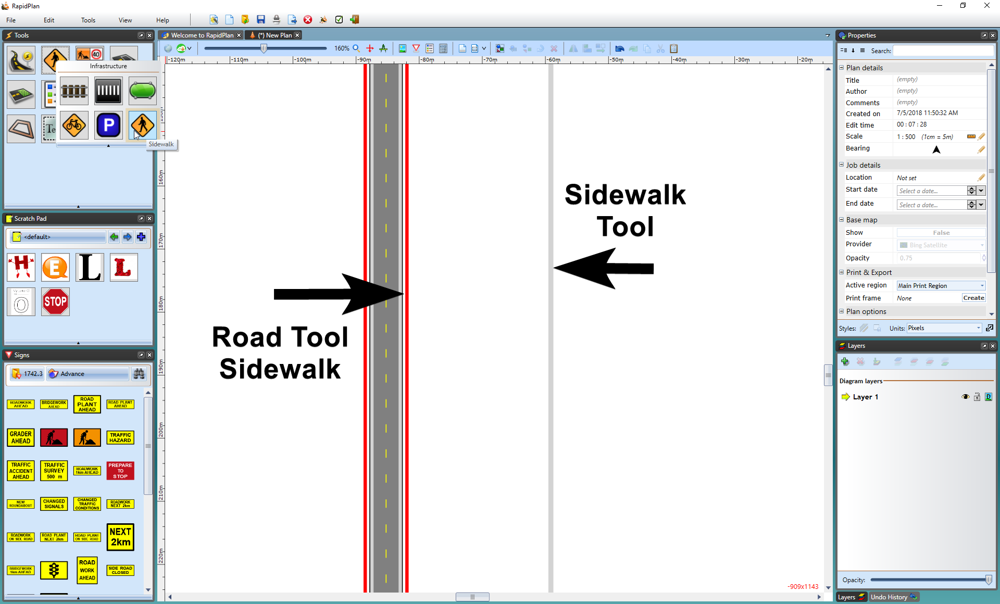 RapidPlan
File Edit Tools View Help
Tools
40
Infrastructure
Te
P
Sidewalk
Scratch Pad
<default>
H E L L
My Letter O
O
STOP
Signs
1742.3 Advance
ROADWORK AHEAD
BRIDGEWORK AHEAD
ROAD PLANT AHEAD
ROAD PLANT AHEAD
GRADER AHEAD
TRAFFIC HAZARD
TRAFFIC ACCIDENT AHEAD
TRAFFIC SURVEY 500 m
ROADWORK 1km AHEAD
PREPARE TO STOP
NEW ROUNDABOUT
CHANGED SIGNALS
CHANGED TRAFFIC CONDITIONS
ROADWORK NEXT 2km
ROADWORK ON SIDE ROAD
ROAD PLANT NEXT 2km
ROAD PLANT ON SIDE ROAD
NEXT 2km
BRIDGEWORK 1km AHEAD
ROAD WORK AHEAD
SIDE ROAD CLOSED
Welcome to RapidPlan (*) New Plan
160%
-120m -110m -100m -90m -80m -70m -60m -50m -40m -30m -20m
160m
170m
180m
190m
200m
210m
220m
Sidewalk
Tool
Road Tool
Sidewalk
-909x1143
Properties
Search:
Plan details
Title (empty)
Author (empty)
Comments (empty)
Created on 7/5/2018 11:50:32 AM
Edit time 00 : 07 : 28
Scale 1 : 500 (1cm = 5m)
Bearing
Job details
Location Not set
Start date Select a date...
End date Select a date...
Base map
Show False
Provider Bing Satellite
Opacity 0.75
Print & Export
Active region Main Print Region
Print frame None Create
Plan options
Styles: Units: Pixels
Layers
Diagram layers
Layer 1
D
Opacity:
Layers Undo History